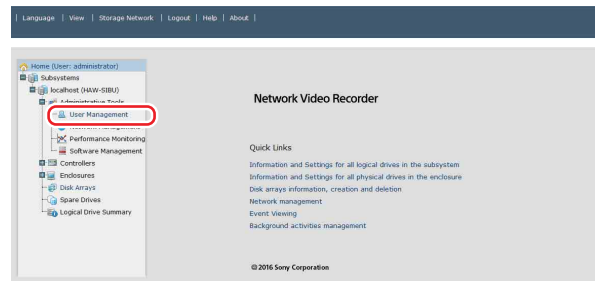 | Language | View | Storage Network | Logout | Help | About |
Home (User: administrator)
Subsystems
localhost (HAW-SIBU)
Administrative Tools
User Management
Network Management
Performance Monitoring
Software Management
Controllers
Enclosures
Disk Arrays
Spare Drives
Logical Drive Summary
Network Video Recorder
Quick Links
Information and Settings for all logical drives in the subsystem
Information and Settings for all physical drives in the enclosure
Disk arrays information, creation and deletion
Network management
Event Viewing
Background activities management
©2016 Sony Corporation